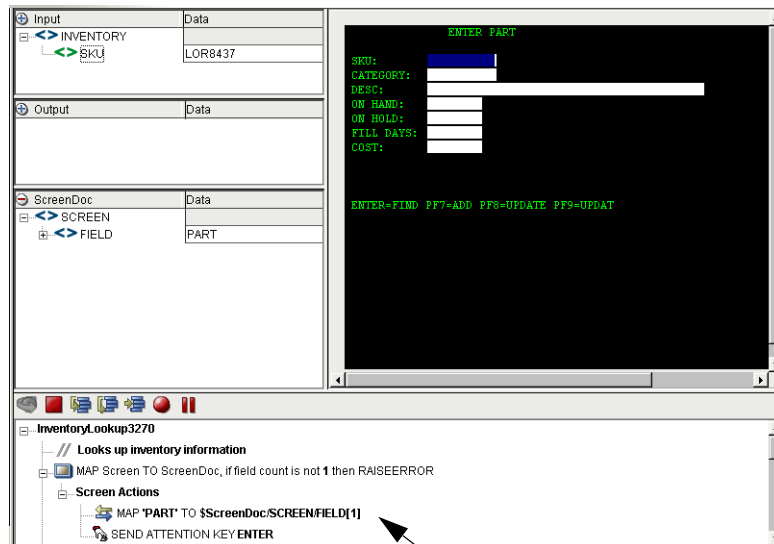 Input Data
INVENTORY
SKU LOR8437
Output Data
ScreenDoc Data
SCREEN
FIELD PART
ENTER PART
SKU:
CATEGORY:
DESC:
ON HAND:
ON HOLD:
FILL DAYS:
COST:
ENTER=FIND PF7=ADD PF8=UPDATE PF9=UPDAT
InventoryLookup3270
// Looks up inventory information
MAP Screen TO ScreenDoc, if field count is not 1 then RAISEERROR
Screen Actions
MAP 'PART' TO $ScreenDoc/SCREEN/FIELD[1]
SEND ATTENTION KEY ENTER